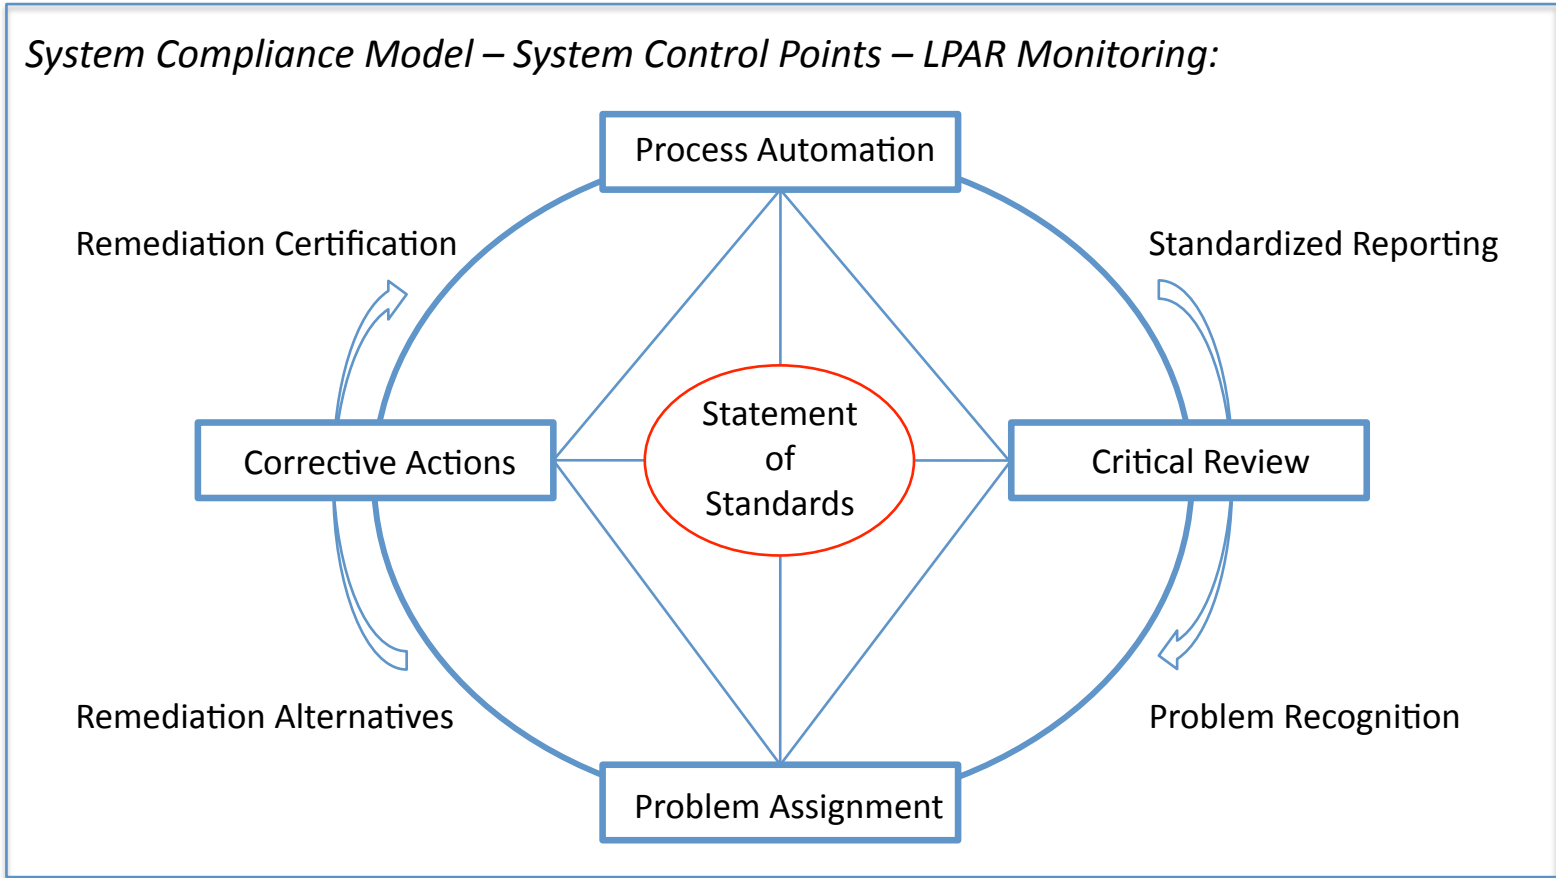 System Compliance Model – System Control Points – LPAR Monitoring:
Process Automation
Remediation Certification
Standardized Reporting
Statement
of
Standards
Corrective Actions
Critical Review
Remediation Alternatives
Problem Recognition
Problem Assignment